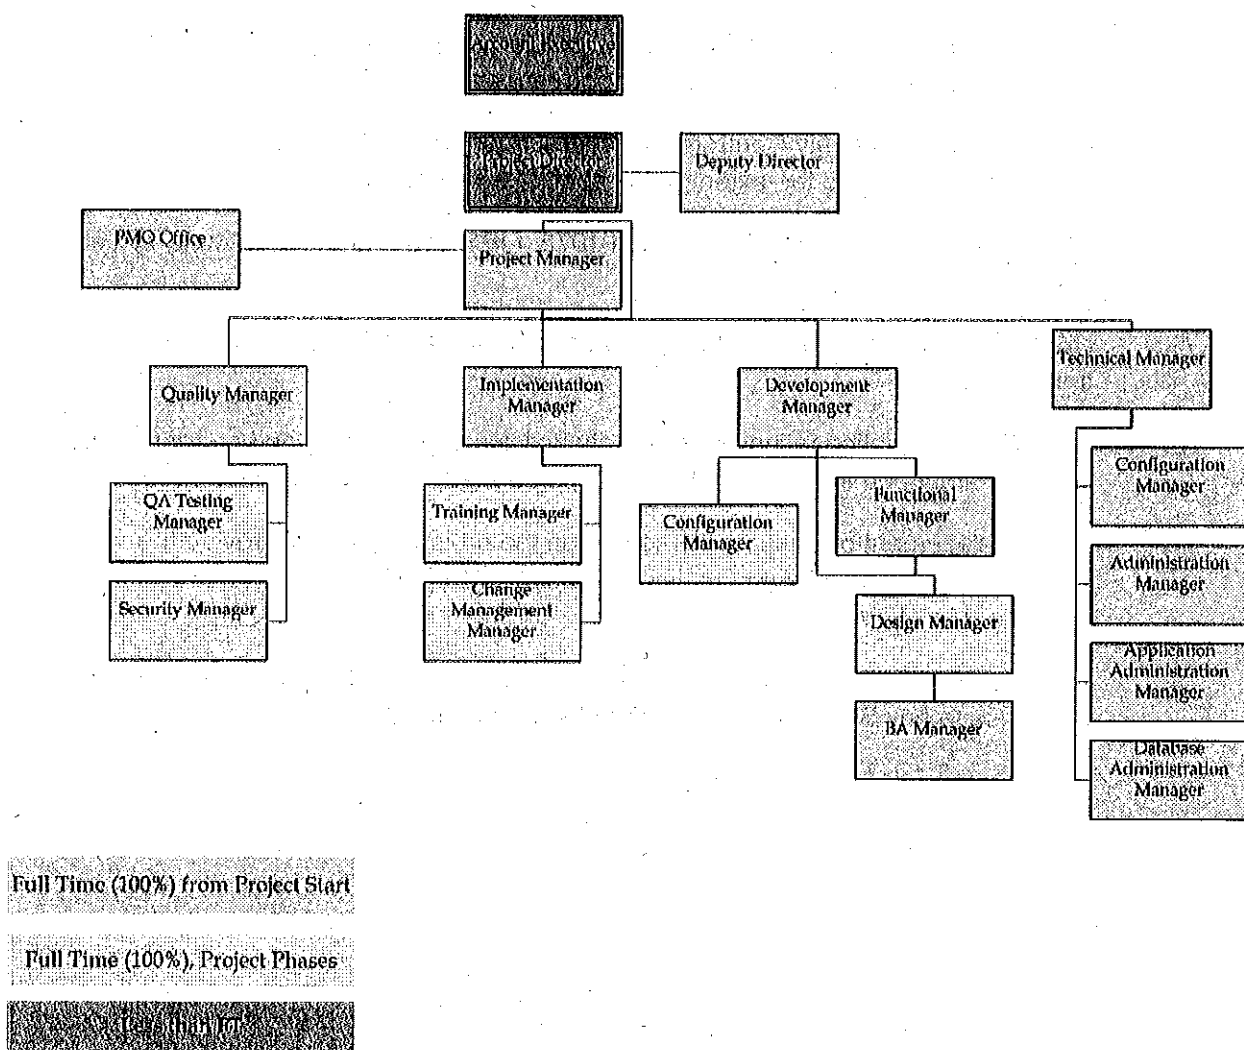 Account Executive
Project Director
Deputy Director
PMO Office
Project Manager
Quality Manager
Implementation
Manager
Development
Manager
Technical Manager
QA Testing
Manager
Security Manager
Training Manager
Change
Management
Manager
Configuration
Manager
Functional
Manager
Design Manager
BA Manager
Configuration
Manager
Administration
Manager
Application
Administration
Manager
Database
Administration
Manager
Full Time (100%) from Project Start
Full Time (100%), Project Phases
Less than FT